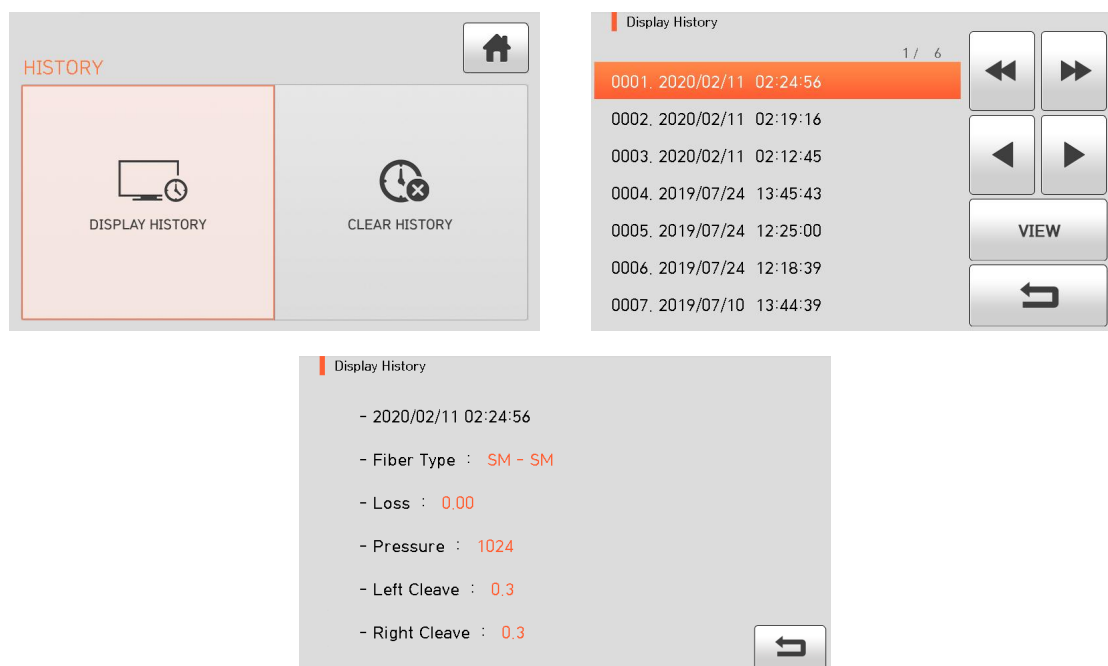 HISTORY
DISPLAY HISTORY
CLEAR HISTORY
Display History
1/ 6
0001. 2020/02/11 02:24:56
0002. 2020/02/11 02:19:16
0003. 2020/02/11 02:12:45
0004. 2019/07/24 13:45:43
0005. 2019/07/24 12:25:00
0006. 2019/07/24 12:18:39
0007. 2019/07/10 13:44:39
VIEW
Display History
- 2020/02/11 02:24:56
- Fiber Type : SM - SM
- Loss : 0.00
- Pressure : 1024
- Left Cleave : 0.3
- Right Cleave : 0.3